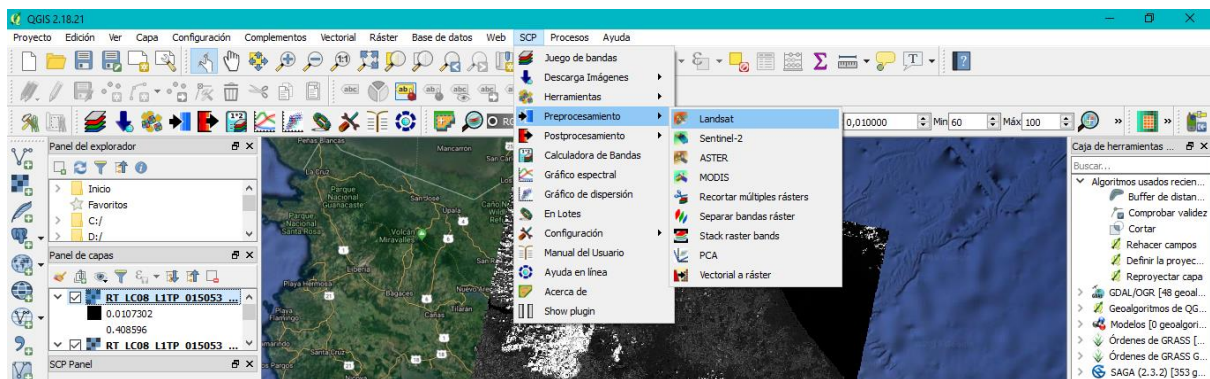 QGIS 2.18.21
Proyecto Edición Ver Capa Configuración Complementos Vectorial Ráster Base de datos Web SCP Procesos Ayuda
Juego de bandas
Descarga Imágenes
Herramientas
Preprocesamiento
Postprocesamiento
Calculadora de Bandas
Gráfico espectral
Gráfico de dispersión
En Lotes
Configuración
Manual del Usuario
Ayuda en línea
Acerca de
Show plugin
Landsat
Sentinel-2
ASTER
MODIS
Recortar múltiples rásters
Separar bandas ráster
Stack raster bands
PCA
Vectorial a ráster
0,010000 Min 60 Máx 100
Panel del explorador
Inicio
Favoritos
C:/
D:/
Panel de capas
RT_LC08_L1TP_015053_...
0.0107302
0.408596
RT_LC08_L1TP_015053_...
SCP Panel
Peñas Blancas
Mancarron
La Cruz
Parque Nacional Guanacaste
Santa Rosa
Upala
Volcán Miravalles
Liberia
Playa Hermosa
Bagaces
Playa Flamingo
Cañas
Tilarán
Santa Cruz
Caja de herramientas ...
Buscar...
Algoritmos usados recien...
Buffer de distan...
Comprobar validez
Cortar
Rehacer campos
Definir la proyec...
Reproyectar capa
GDAL/OGR [48 geoal...
Geoalgoritmos de QG...
Modelos [0 geoalgori...
Órdenes de GRASS [...
Órdenes de GRASS G...
SAGA (2.3.2) [353 g...